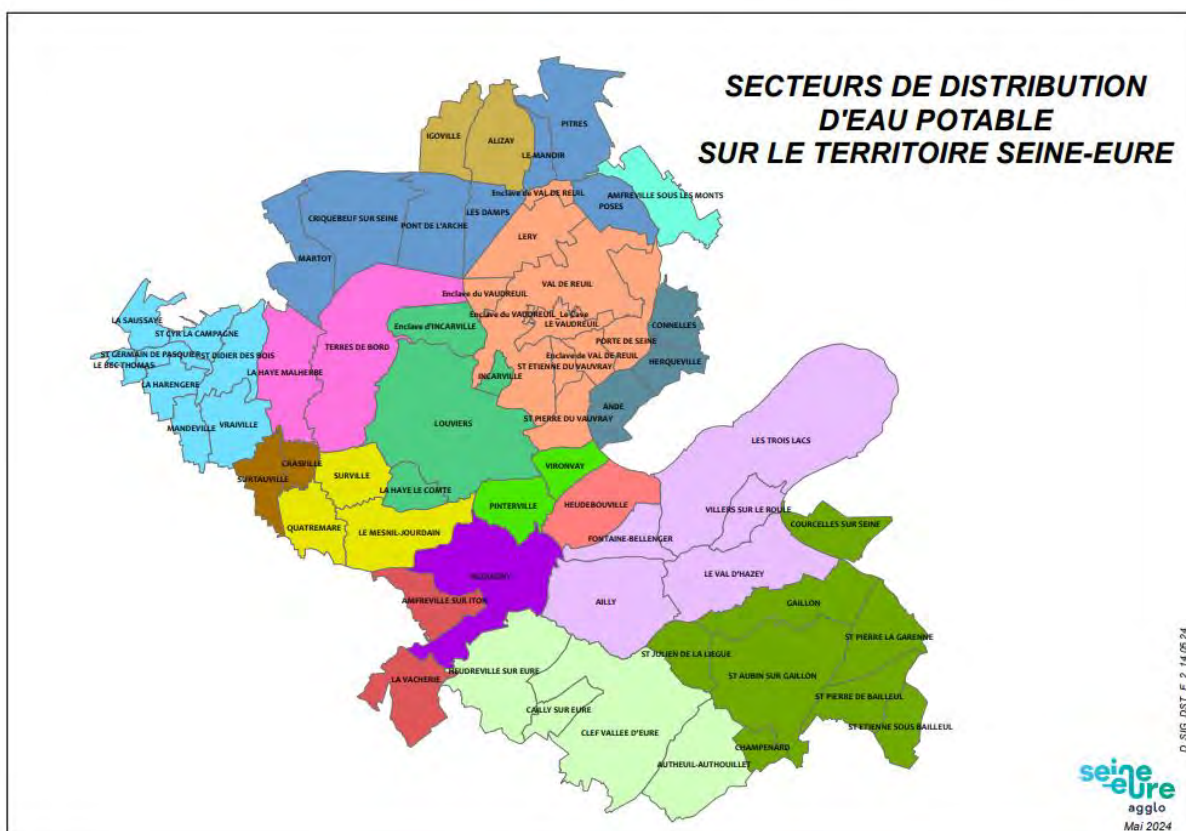 SECTEURS DE DISTRIBUTION
D'EAU POTABLE
SUR LE TERRITOIRE SEINE-EURE
IGOVILLE
ALIZAY
PITRES
LE MANOIR
Enclave de VAL DE REUIL
AMFREVILLE SOUS LES MONTS
POSES
LES DAMPS
CRIQUEBEUF SUR SEINE
PONT DE L'ARCHE
LERY
MARTOT
VAL DE REUIL
Enclave du VAUDREUIL
Enclave du VAUDREUIL
Le Cave
LE VAUDREUIL
LA SAUSSAYE
ST CYR LA CAMPAGNE
Enclave d'INCARVILLE
CONNELLES
PORTE DE SEINE
TERRES DE BORD
ST GERMAIN DE PASQUIER
ST DIDIER DES BOIS
Enclave de VAL DE REUIL
HERQUEVILLE
LE BEC THOMAS
LA HAYE MALHERBE
ST ETIENNE DU VAUVRAY
INCARVILLE
LA HARENGERE
ANDE
ST PIERRE DU VAUVRAY
MANDEVILLE
VRAIVILLE
LOUVIERS
LES TROIS LACS
CRASVILLE
VIRONVAY
SURTAUVILLE
SURVILLE
LA HAYE LE COMTE
PINTERVILLE
HEUDEBOUVILLE
VILLERS SUR LE ROULE
QUATREMARE
LE MESNIL-JOURDAIN
COURCELLES SUR SEINE
FONTAINE-BELLENGER
LE VAL D'HAZEY
AMFREVILLE SUR ITON
AILLY
GAILLON
ST PIERRE LA GARENNE
ST JULIEN DE LA LIEGUE
HEUDREVILLE SUR EURE
ST AUBIN SUR GAILLON
LA VACHERIE
ST PIERRE DE BAILLEUL
CAILLY SUR EURE
ST ETIENNE SOUS BAILLEUL
CLEF VALLEE D'EURE
CHAMPENARD
AUTHEUIL-AUTHOUILLET
D_SIG_DST_F_2_14.05.24
seine
eure
agglo
Mai 2024